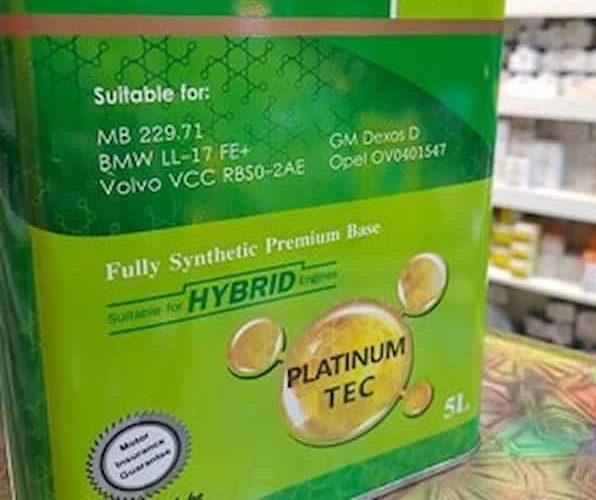 Suitable for:
MB 229.71
BMW LL-17 FE+
Volvo VCC RBS0-2AE
GM Dexos D
Opel OV0401547
Fully Synthetic Premium Base
Suitable for HYBRID Engines
PLATINUM
TEC
5L
Motor
Insurance
Guarantee